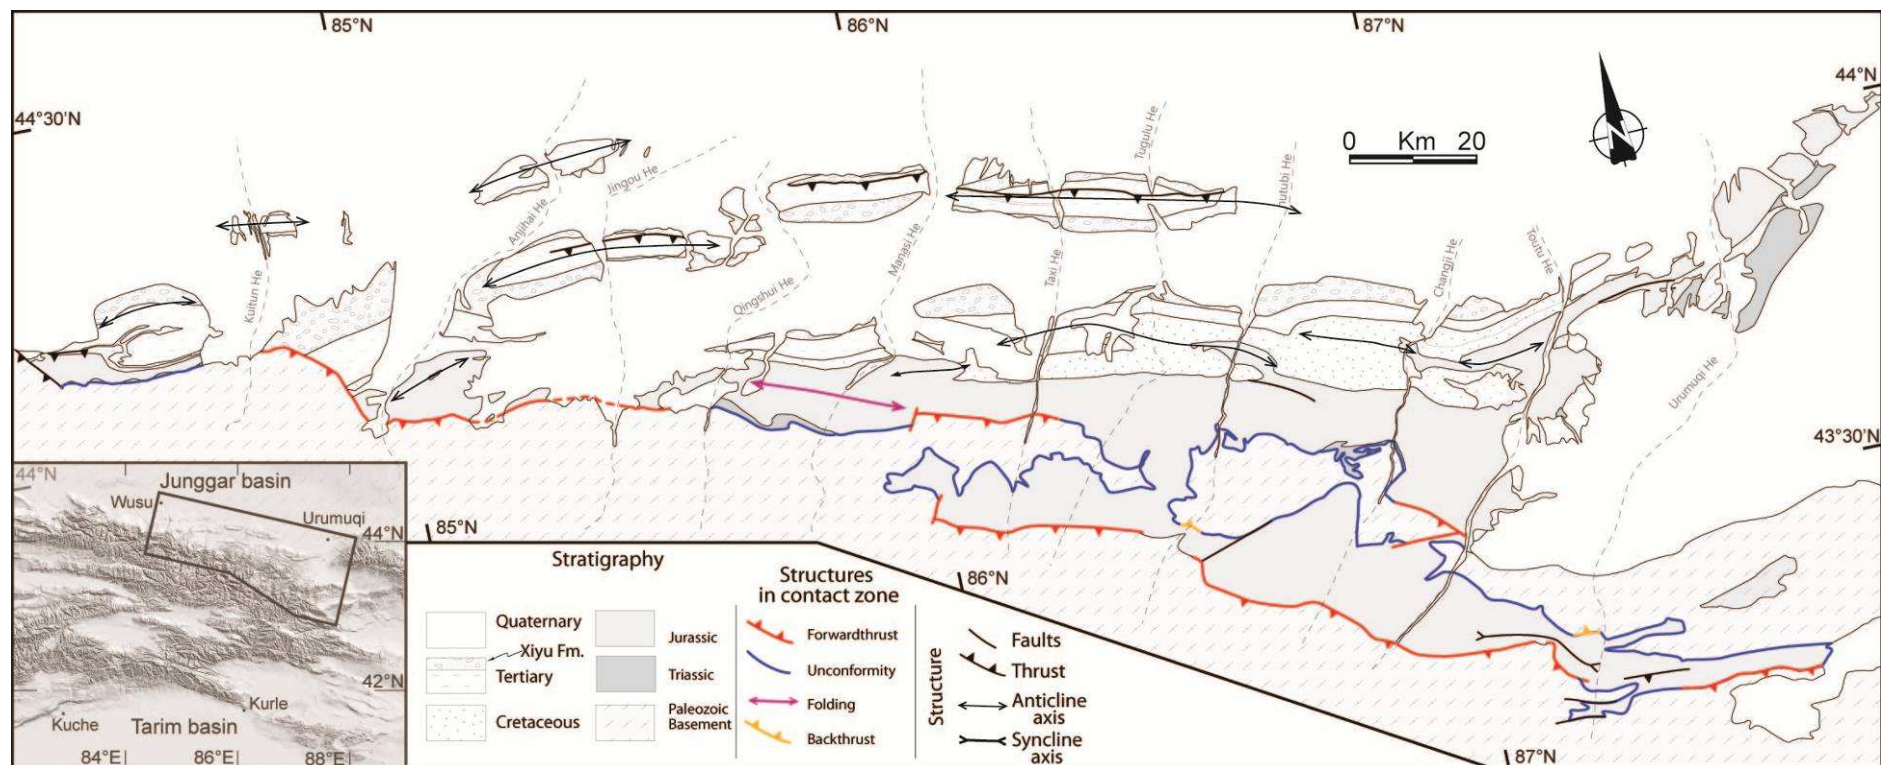 85°N
86°N
87°N
44°N
44°30'N
0 Km 20
N
Tugulu He
Jingou He
Anjihai He
hutubi He
Manasi He
Taxi He
Toutu He
Changji He
Kuitun He
Qingshui He
Urumuqi He
43°30'N
44°N
Junggar basin
Wusu
Urumuqi
44°N
Kurle
42°N
Kuche
Tarim basin
84°E
86°E
88°E
85°N
86°N
87°N
Stratigraphy
Quaternary
Xiyu Fm.
Tertiary
Cretaceous
Jurassic
Triassic
Paleozoic
Basement
Structures
in contact zone
Forwardthrust
Unconformity
Folding
Backthrust
Structure
Faults
Thrust
Anticline
axis
Syncline
axis